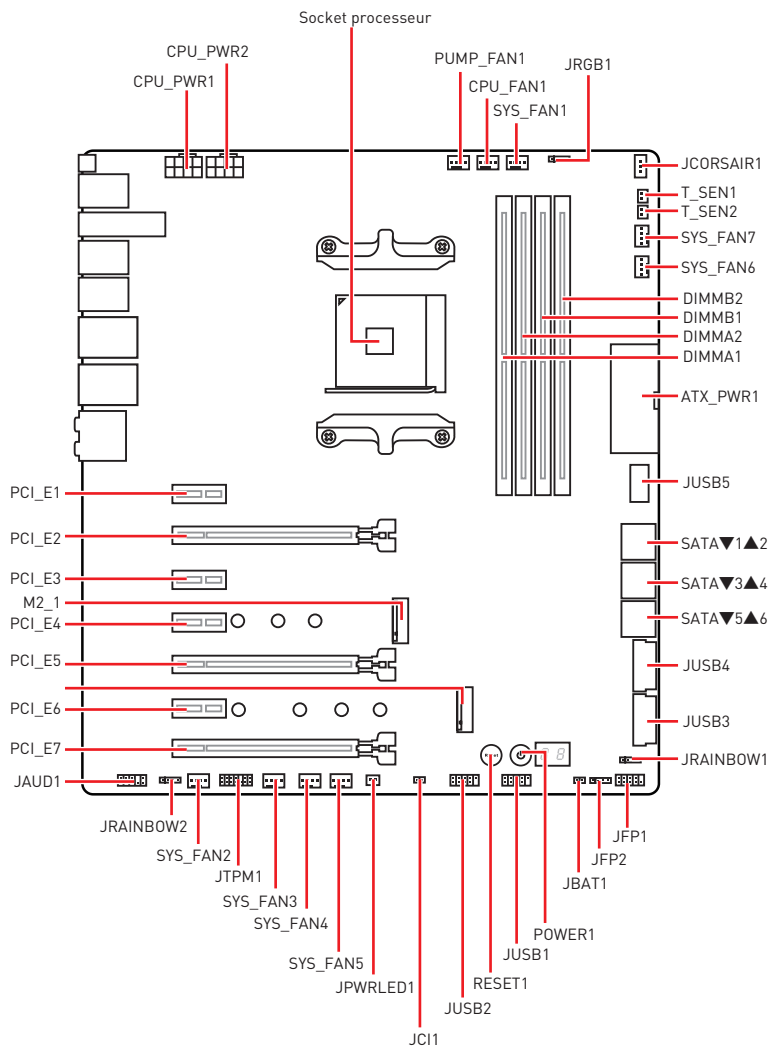 Socket processeur
CPU_PWR2
CPU_PWR1
PUMP_FAN1
CPU_FAN1
SYS_FAN1
JRGB1
JCORSAIR1
T_SEN1
T_SEN2
SYS_FAN7
SYS_FAN6
DIMMB2
DIMMB1
DIMMA2
DIMMA1
ATX_PWR1
JUSB5
SATA▼1▲2
SATA▼3▲4
SATA▼5▲6
JUSB4
JUSB3
JRAINBOW1
PCI_E1
PCI_E2
PCI_E3
M2_1
PCI_E4
PCI_E5
PCI_E6
PCI_E7
JAUD1
JRAINBOW2
SYS_FAN2
JTPM1
SYS_FAN3
SYS_FAN4
SYS_FAN5
JPWRLED1
JCI1
JUSB2
RESET1
JUSB1
POWER1
JBAT1
JFP2
JFP1
8.8